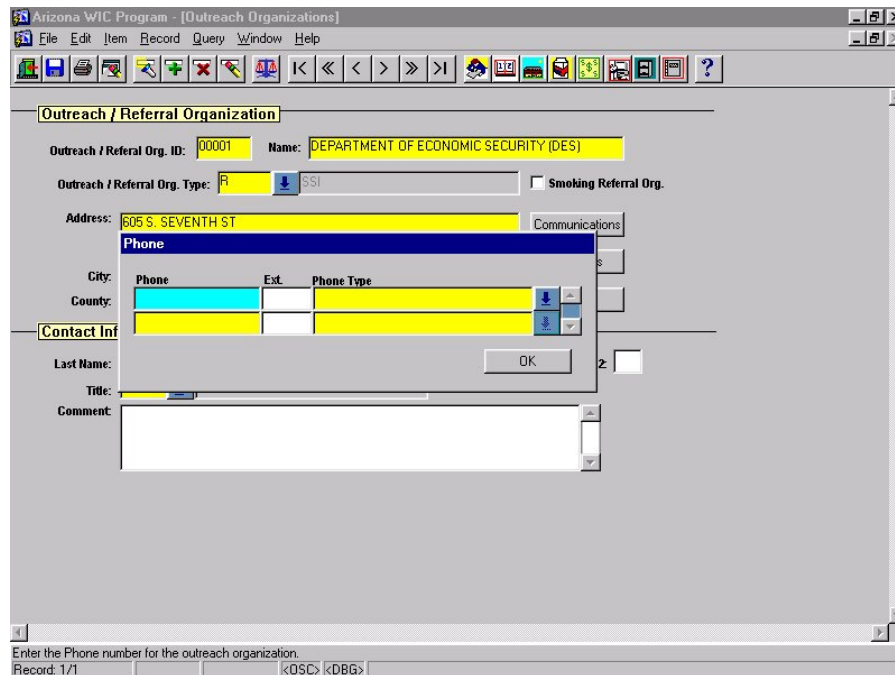 Arizona WIC Program - [Outreach Organizations]
File Edit Item Record Query Window Help
Outreach / Referral Organization
Outreach / Referal Org. ID: 00001 Name: DEPARTMENT OF ECONOMIC SECURITY (DES)
Outreach / Referral Org. Type: R SSI Smoking Referral Org.
Address: 605 S. SEVENTH ST Communications
Phone
City: Phone Ext. Phone Type s
County:
Contact Inf
OK
Last Name: 2:
Title:
Comment:
Enter the Phone number for the outreach organization.
Record: 1/1 <OSC> <DBG>